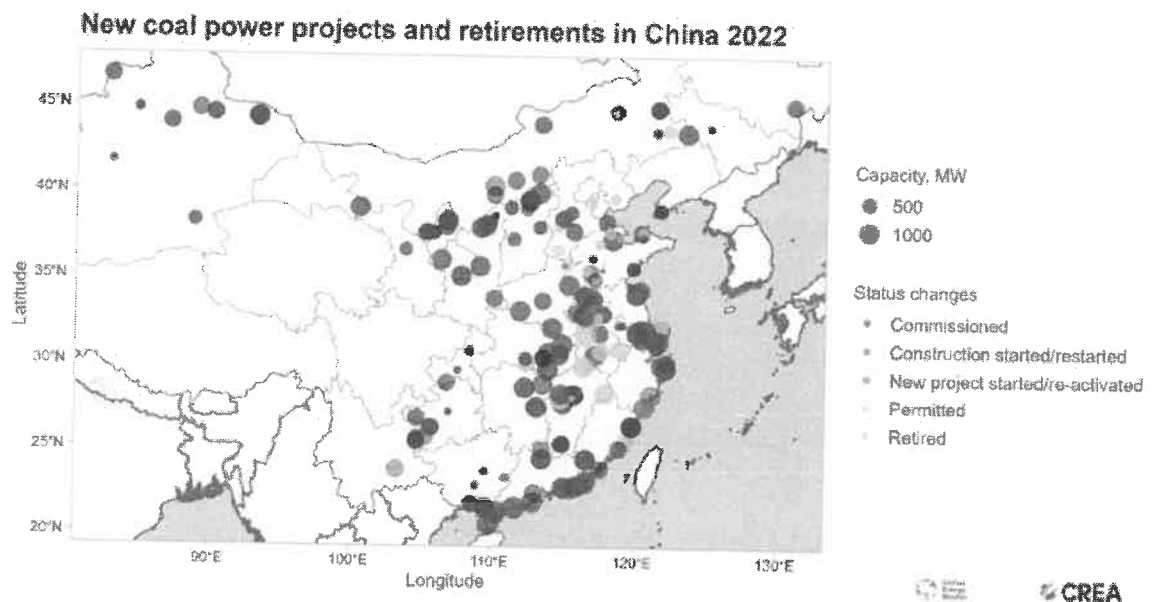 New coal power projects and retirements in China 2022
45°N
40°N
35°N
30°N
25°N
20°N
Latitude
90°E
100°E
110°E
120°E
130°E
Longitude
Capacity, MW
500
1000
Status changes
Commissioned
Construction started/restarted
New project started/re-activated
Permitted
Retired
CREA